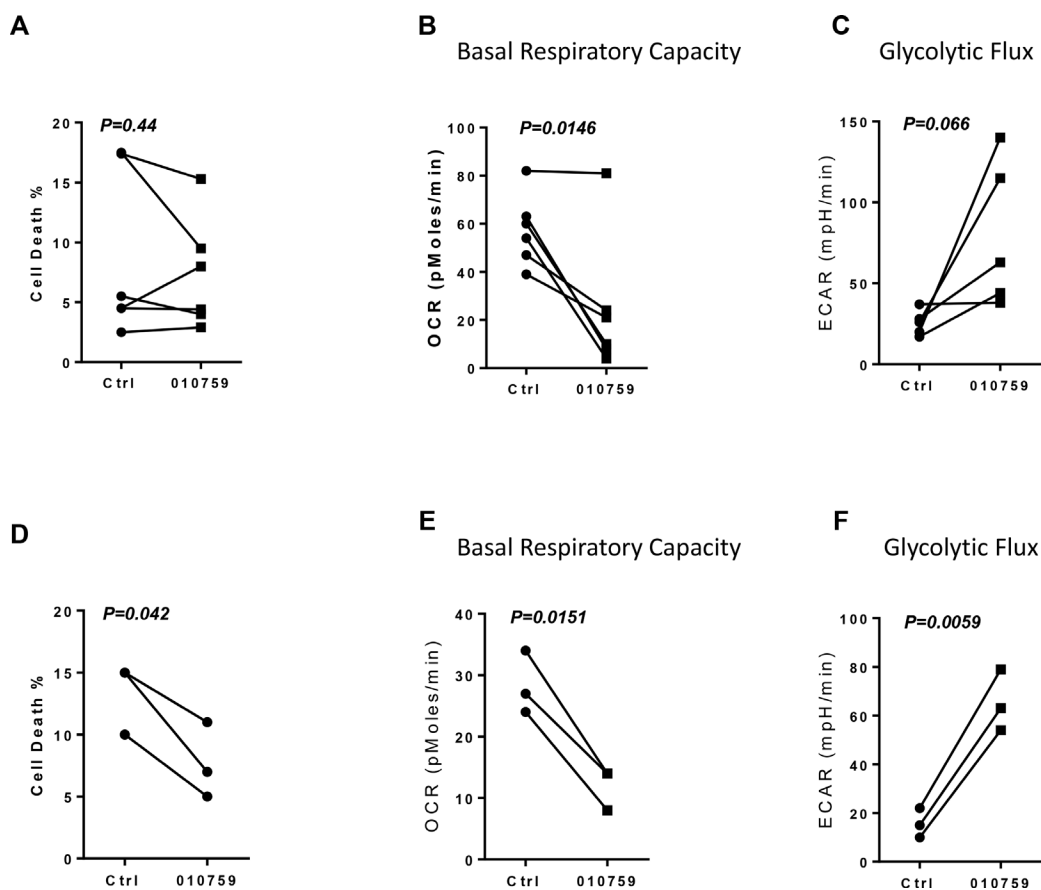 A
B
Basal Respiratory Capacity
C
Glycolytic Flux
P=0.44
Cell Death %
20
15
10
5
0
Ctrl
010759
P=0.0146
OCR (pMoles/min)
100
80
60
40
20
0
Ctrl
010759
P=0.066
ECAR (mpH/min)
150
100
50
0
Ctrl
010759
D
E
Basal Respiratory Capacity
F
Glycolytic Flux
P=0.042
Cell Death %
20
15
10
5
0
Ctrl
010759
P=0.0151
OCR (pMoles/min)
40
30
20
10
0
Ctrl
010759
P=0.0059
ECAR (mpH/min)
100
80
60
40
20
0
Ctrl
010759